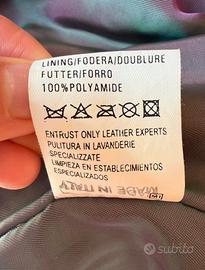 LINING/FODERA/DOUBLURE
FUTTER/FORRO
100%POLYAMIDE
ENTRUST ONLY LEATHER EXPERTS
PULITURA IN LAVANDERIE
SPECIALIZZATE
LIMPIEZA EN ESTABLECIMIENTOS
ESPECIALIZADOS
MADE IN ITALY
subito